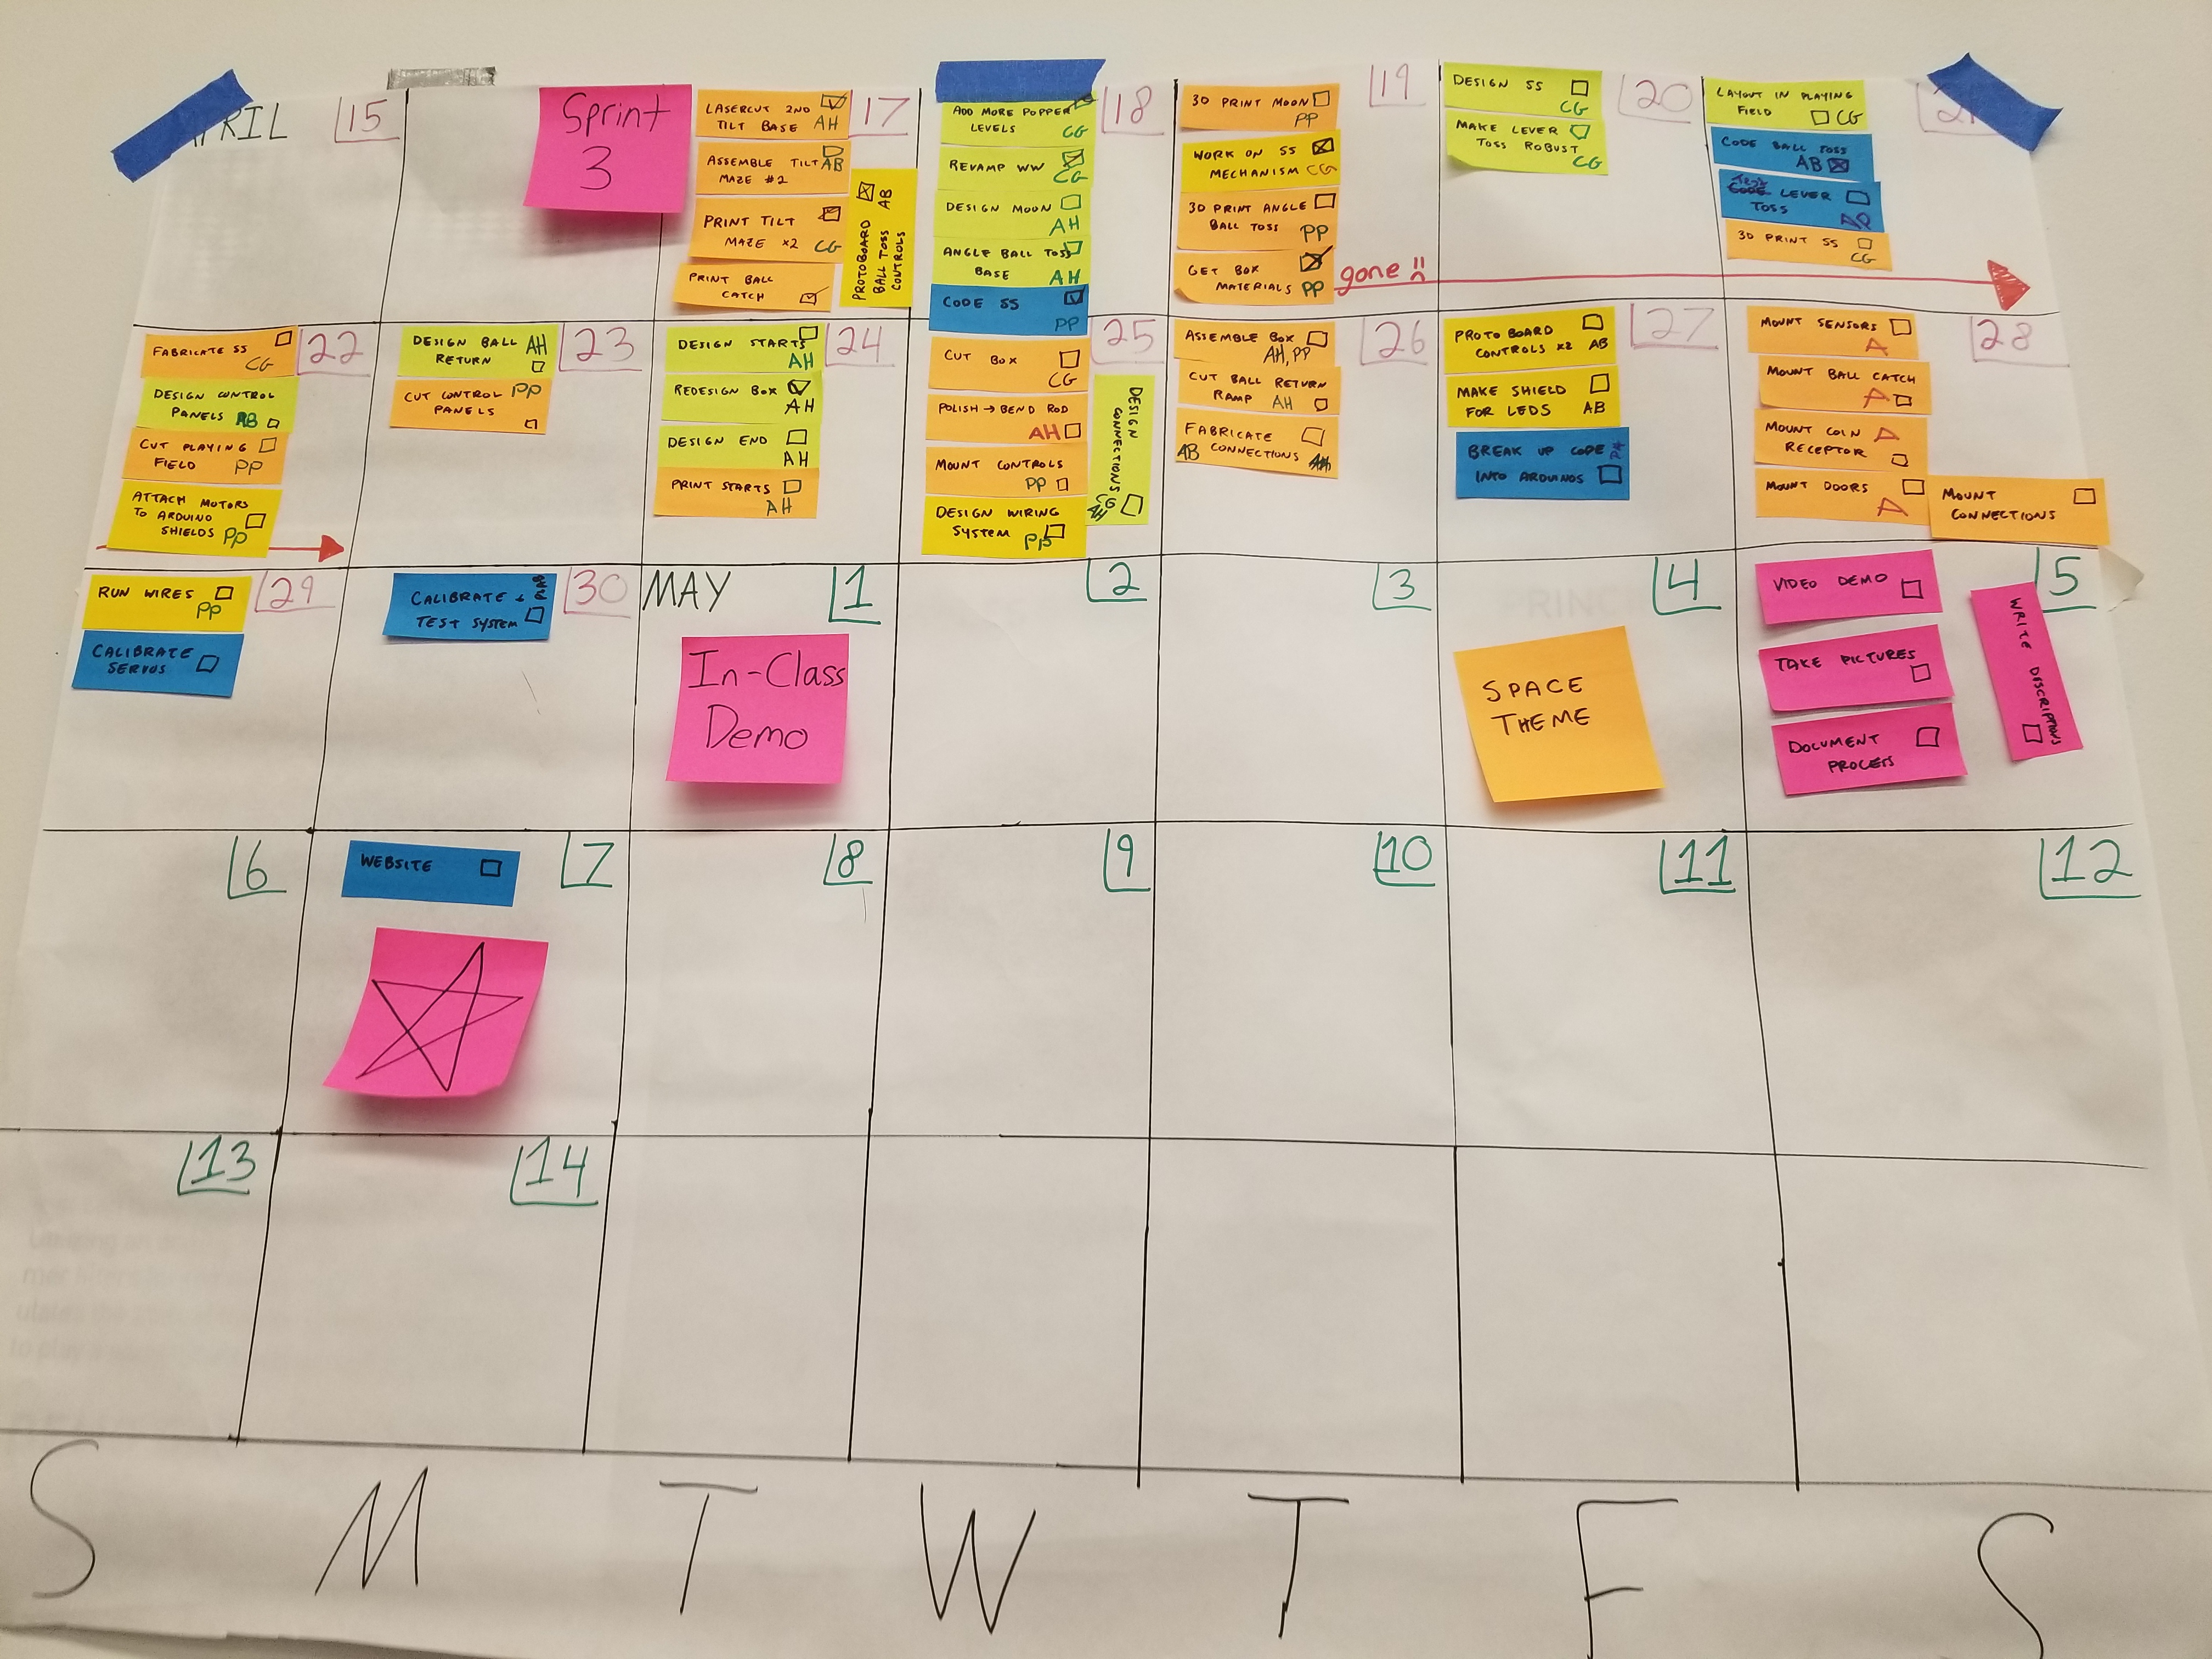 APRIL
15
Sprint
3
LASERCUT 2ND
TILT BASE AH
ASSEMBLE TILT AB
MAZE #2
PRINT TILT
MAZE x2 CG
PRINT BALL
CATCH
PROTOBOARD AB
BALL TOSS
CONTROLS
17
ADD MORE POPPER
LEVELS CG
REVAMP WW
CG
DESIGN MOON
AH
ANGLE BALL TOSS
BASE AH
CODE SS
PP
18
3D PRINT MOON
PP
WORK ON SS
MECHANISM CG
3D PRINT ANGLE
BALL TOSS PP
GET BOX
MATERIALS PP
gone
19
DESIGN SS
CG
MAKE LEVER
TOSS ROBUST
CG
20
LAYOUT IN PLAYING
FIELD CG
CODE BALL TOSS
AB
LEVER
TOSS
3D PRINT SS
CG
21
FABRICATE SS
CG
DESIGN CONTROL
PANELS AB
CUT PLAYING
FIELD PP
ATTACH MOTORS
TO ARDUINO
SHIELDS PP
22
DESIGN BALL AH
RETURN
CUT CONTROL PP
PANELS
23
DESIGN STARTS
AH
REDESIGN BOX
AH
DESIGN END
AH
PRINT STARTS
AH
24
CUT BOX
CG
POLISH → BEND ROD
AH
MOUNT CONTROLS
PP
DESIGN WIRING
SYSTEM PP
DESIGN
CONNECTIONS
CG
AH
25
ASSEMBLE BOX
AH, PP
CUT BALL RETURN
RAMP AH
FABRICATE
AB CONNECTIONS
26
PROTO BOARD
CONTROLS x2 AB
MAKE SHIELD
FOR LEDS AB
BREAK UP CODE
INTO ARDUINOS
27
MOUNT SENSORS
A
MOUNT BALL CATCH
A
MOUNT COIN A
RECEPTOR
MOUNT DOORS
A
MOUNT
CONNECTIONS
28
RUN WIRES
PP
CALIBRATE
SERVOS
29
CALIBRATE +
TEST SYSTEM
30
MAY
1
In-Class
Demo
2
3
4
SPACE
THEME
VIDEO DEMO
TAKE PICTURES
DOCUMENT
PROCESS
WRITE DESCRIPTIONS
5
6
WEBSITE
7
8
9
10
11
12
13
14
S M T W T F S